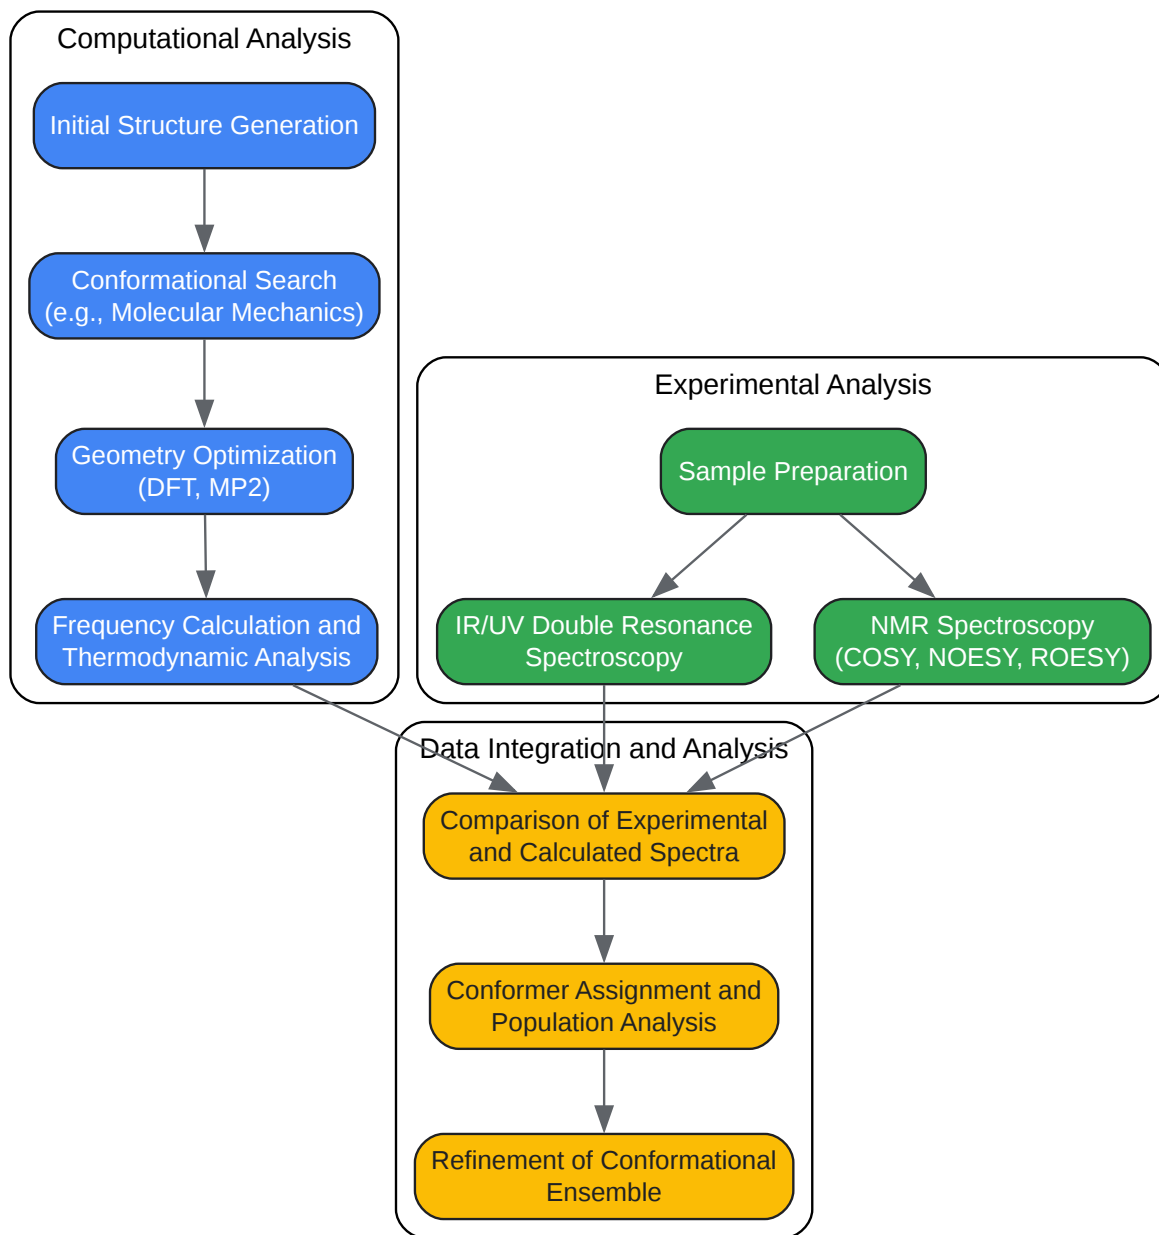 Computational Analysis
Initial Structure Generation
Conformational Search
(e.g., Molecular Mechanics)
Geometry Optimization
(DFT, MP2)
Frequency Calculation and
Thermodynamic Analysis
Experimental Analysis
Sample Preparation
IR/UV Double Resonance
Spectroscopy
NMR Spectroscopy
(COSY, NOESY, ROESY)
Data Integration and Analysis
Comparison of Experimental
and Calculated Spectra
Conformer Assignment and
Population Analysis
Refinement of Conformational
Ensemble